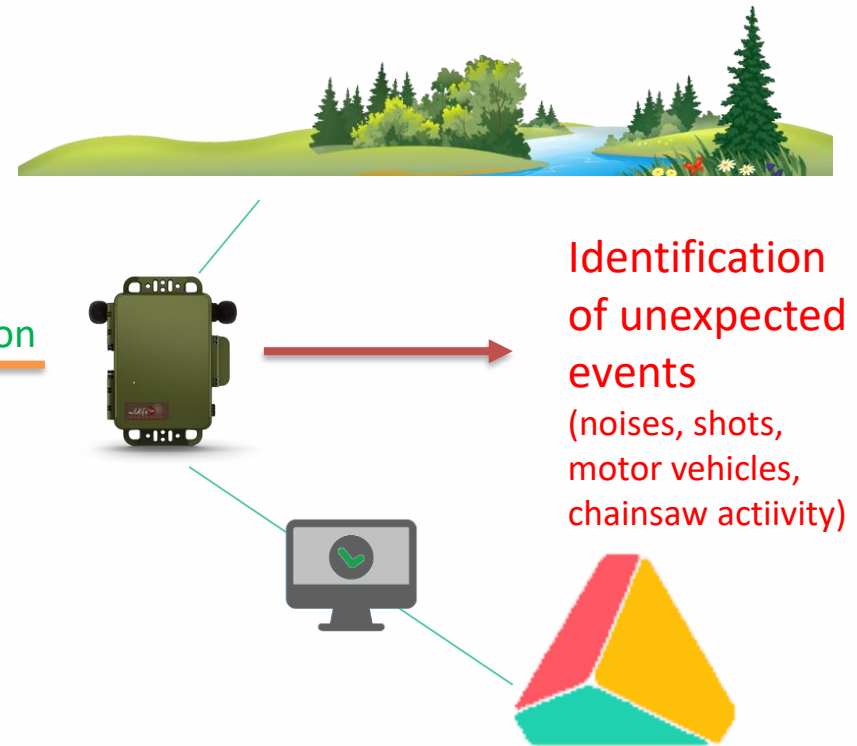 on
Identification
of unexpected
events
(noises, shots,
motor vehicles,
chainsaw actiivity)